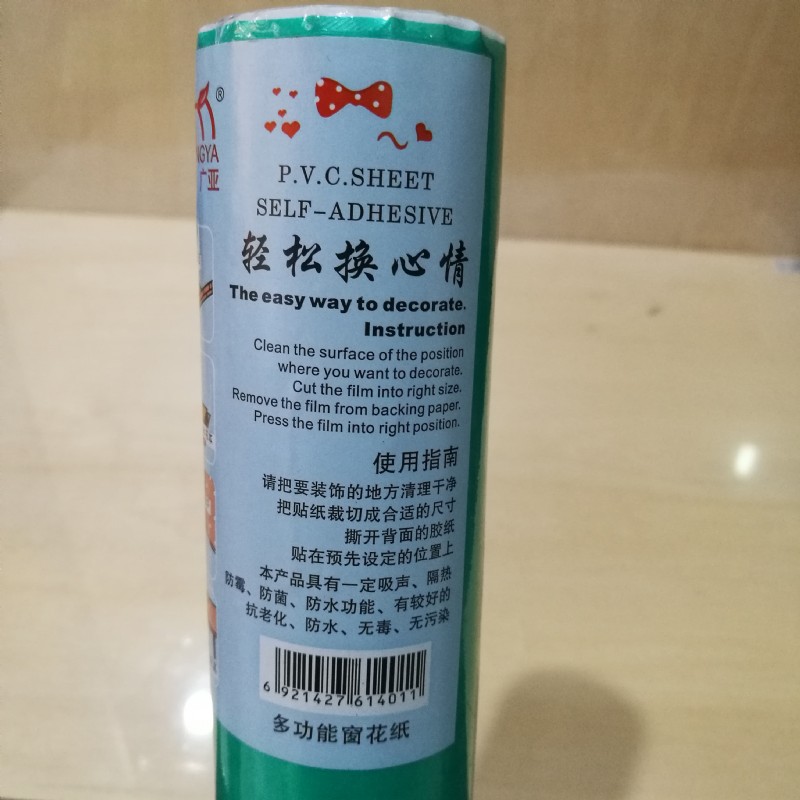 ®
NGYA
广亚
P.V.C.SHEET
SELF-ADHESIVE
轻松换心情
The easy way to decorate.
Instruction
Clean the surface of the position
where you want to decorate.
Cut the film into right size.
Remove the film from backing paper.
Press the film into right position.
使用指南
请把要装饰的地方清理干净
把贴纸裁切成合适的尺寸
撕开背面的胶纸
贴在预先设定的位置上
本产品具有一定吸声、隔热
防霉、防菌、防水功能、有较好的
抗老化、防水、无毒、无污染
6 921427 614011
多功能窗花纸